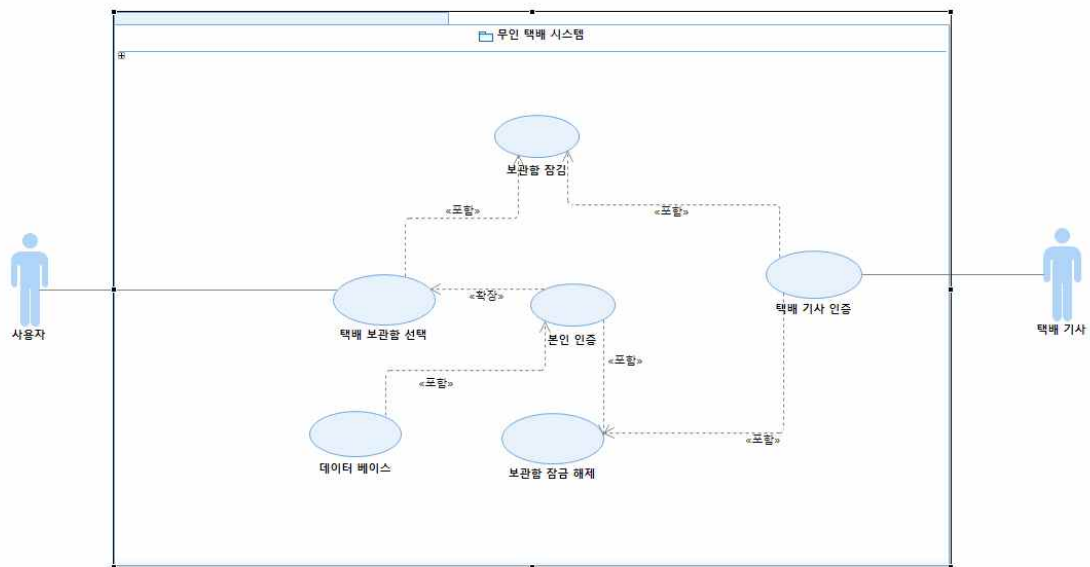 무인 택배 시스템
보관함 잠김
«포함»
«포함»
«확장»
택배 보관함 선택
본인 인증
택배 기사 인증
사용자
택배 기사
«포함»
«포함»
«포함»
데이터 베이스
보관함 잠금 해제